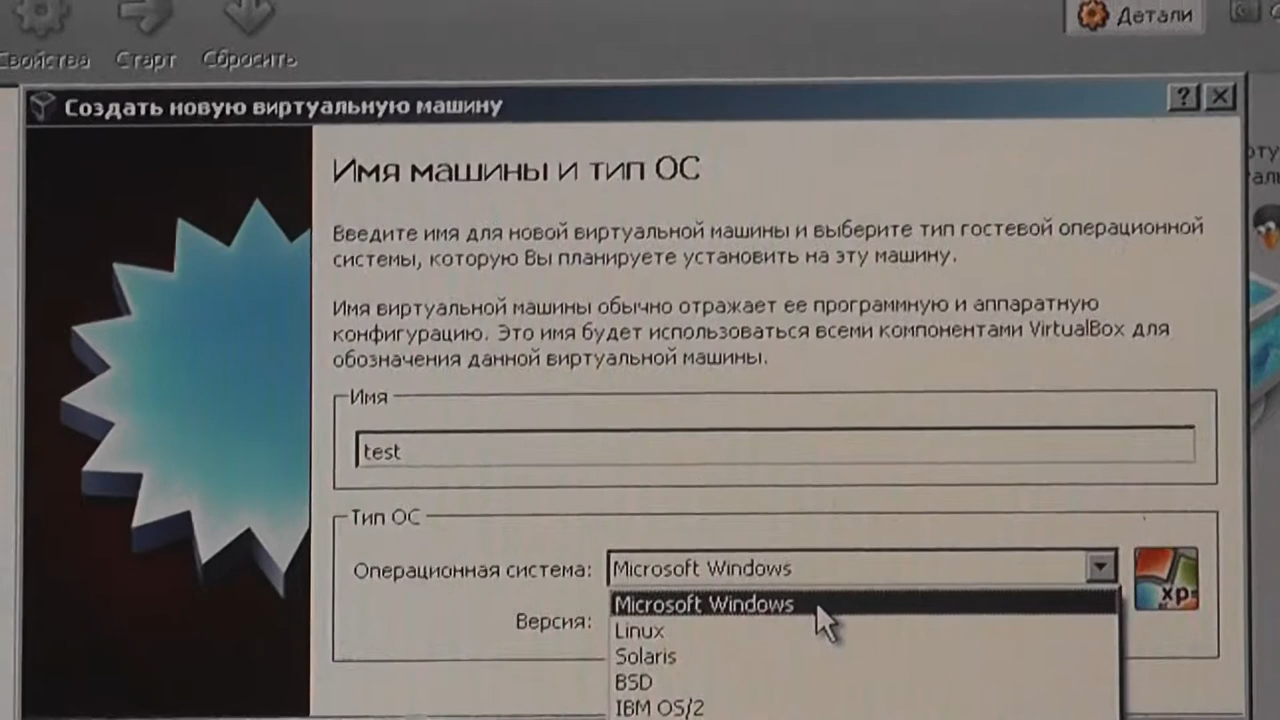 Свойства Старт Сбросить
Детали
Создать новую виртуальную машину
Имя машины и тип ОС
Введите имя для новой виртуальной машины и выберите тип гостевой операционной
системы, которую Вы планируете установить на эту машину.
Имя виртуальной машины обычно отражает ее программную и аппаратную
конфигурацию. Это имя будет использоваться всеми компонентами VirtualBox для
обозначения данной виртуальной машины.
Имя
test
Тип ОС
Операционная система: Microsoft Windows
xp
Microsoft Windows
Версия:
Linux
Solaris
BSD
IBM OS/2